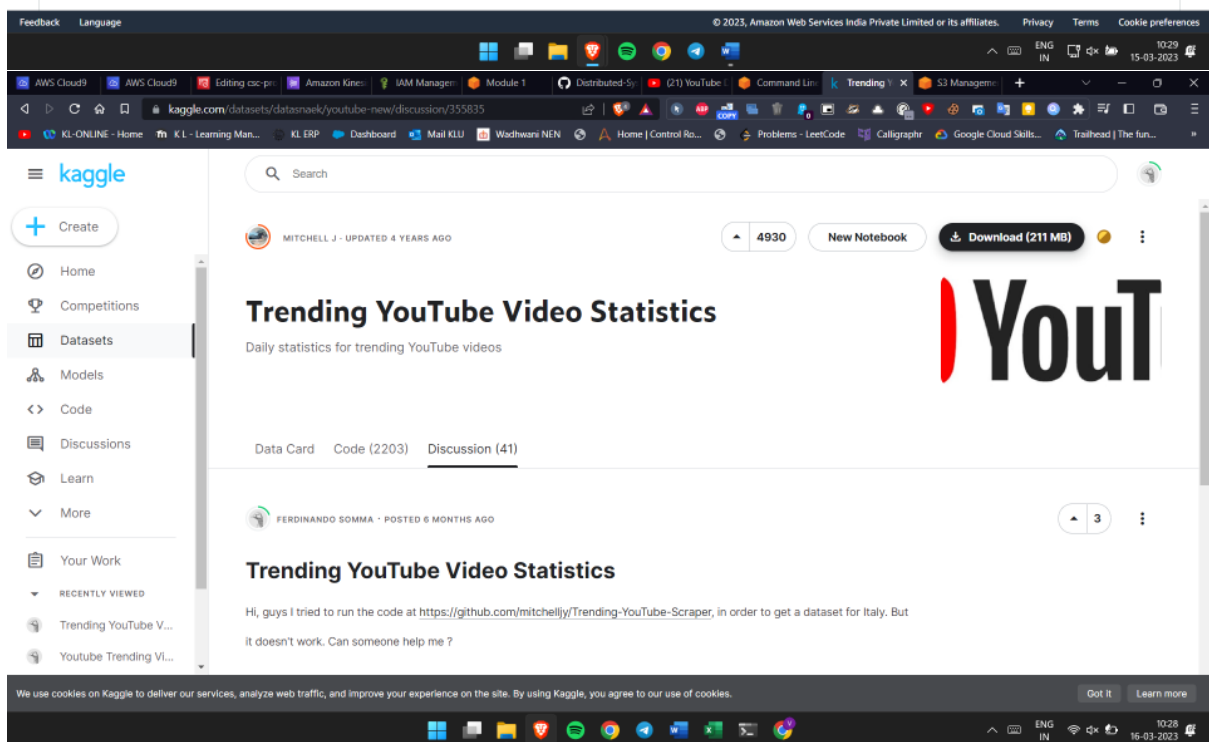 Feedback Language © 2023, Amazon Web Services India Private Limited or its affiliates. Privacy Terms Cookie preferences
ENG 10:29
IN 15-03-2023
AWS Cloud9 AWS Cloud9 Editing csc-pro Amazon Kines IAM Managem Module 1 Distributed-Sy (21) YouTube Command Lin Trending Y S3 Manageme
kaggle.com/datasets/datasnaek/youtube-new/discussion/355835
KL-ONLINE - Home K L - Learning Man... KL ERP Dashboard Mail KLU Wadhwani NEN Home | Control Ro... Problems - LeetCode Calligraphr Google Cloud Skills... Trailhead | The fun... »
kaggle
Search
Create
MITCHELL J · UPDATED 4 YEARS AGO
4930 New Notebook Download (211 MB)
Home
Competitions
Trending YouTube Video Statistics
YouT
Datasets
Daily statistics for trending YouTube videos
Models
Code
Discussions
Data Card Code (2203) Discussion (41)
Learn
More
FERDINANDO SOMMA · POSTED 6 MONTHS AGO
3
Your Work
Trending YouTube Video Statistics
RECENTLY VIEWED
Hi, guys I tried to run the code at https://github.com/mitchelljy/Trending-YouTube-Scraper, in order to get a dataset for Italy. But
Trending YouTube V...
it doesn't work. Can someone help me ?
Youtube Trending Vi...
We use cookies on Kaggle to deliver our services, analyze web traffic, and improve your experience on the site. By using Kaggle, you agree to our use of cookies. Got it Learn more
ENG 10:28
IN 16-03-2023